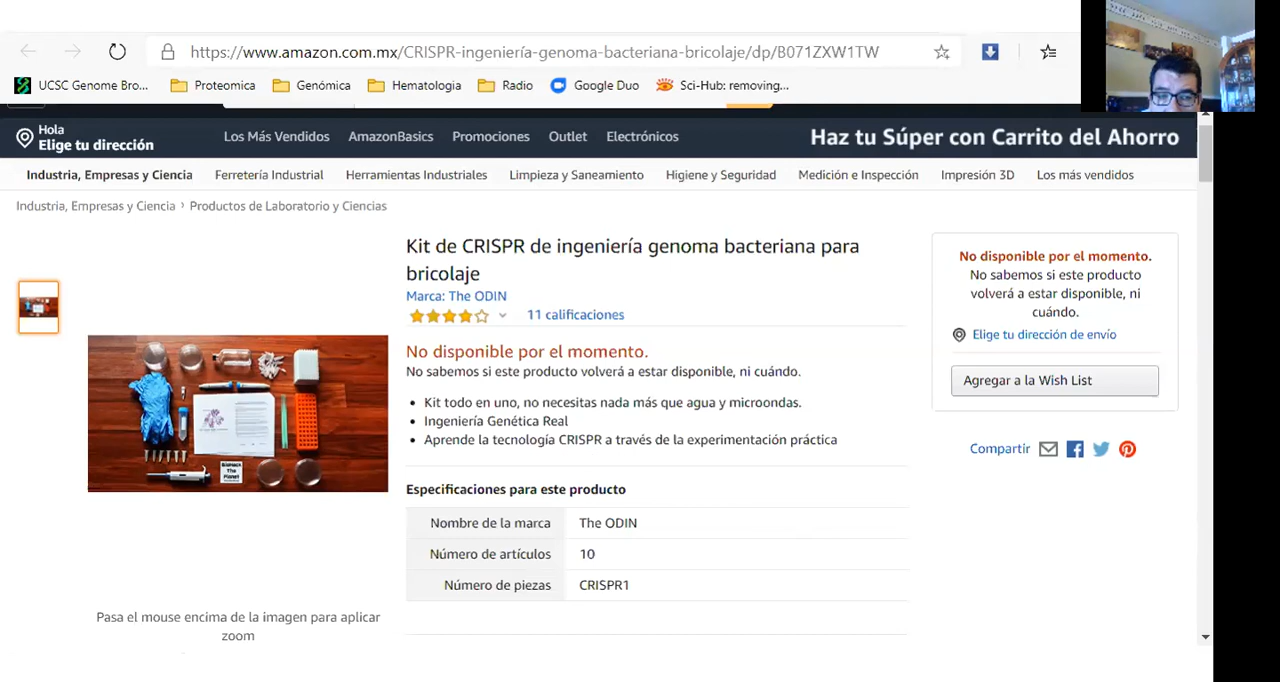 https://www.amazon.com.mx/CRISPR-ingeniería-genoma-bacteriana-bricolaje/dp/B071ZXW1TW
UCSC Genome Bro... Proteomica Genómica Hematologia Radio Google Duo Sci-Hub: removing...
Hola
Elige tu dirección
Los Más Vendidos AmazonBasics Promociones Outlet Electrónicos
Haz tu Súper con Carrito del Ahorro
Industria, Empresas y Ciencia Ferretería Industrial Herramientas Industriales Limpieza y Saneamiento Higiene y Seguridad Medición e Inspección Impresión 3D Los más vendidos
Industria, Empresas y Ciencia › Productos de Laboratorio y Ciencias
Kit de CRISPR de ingeniería genoma bacteriana para
bricolaje
Marca: The ODIN
11 calificaciones
No disponible por el momento.
No sabemos si este producto volverá a estar disponible, ni cuándo.
• Kit todo en uno, no necesitas nada más que agua y microondas.
• Ingeniería Genética Real
• Aprende la tecnología CRISPR a través de la experimentación práctica
Especificaciones para este producto
Nombre de la marca The ODIN
Número de artículos 10
Número de piezas CRISPR1
Pasa el mouse encima de la imagen para aplicar
zoom
No disponible por el momento.
No sabemos si este producto
volverá a estar disponible, ni
cuándo.
Elige tu dirección de envío
Agregar a la Wish List
Compartir